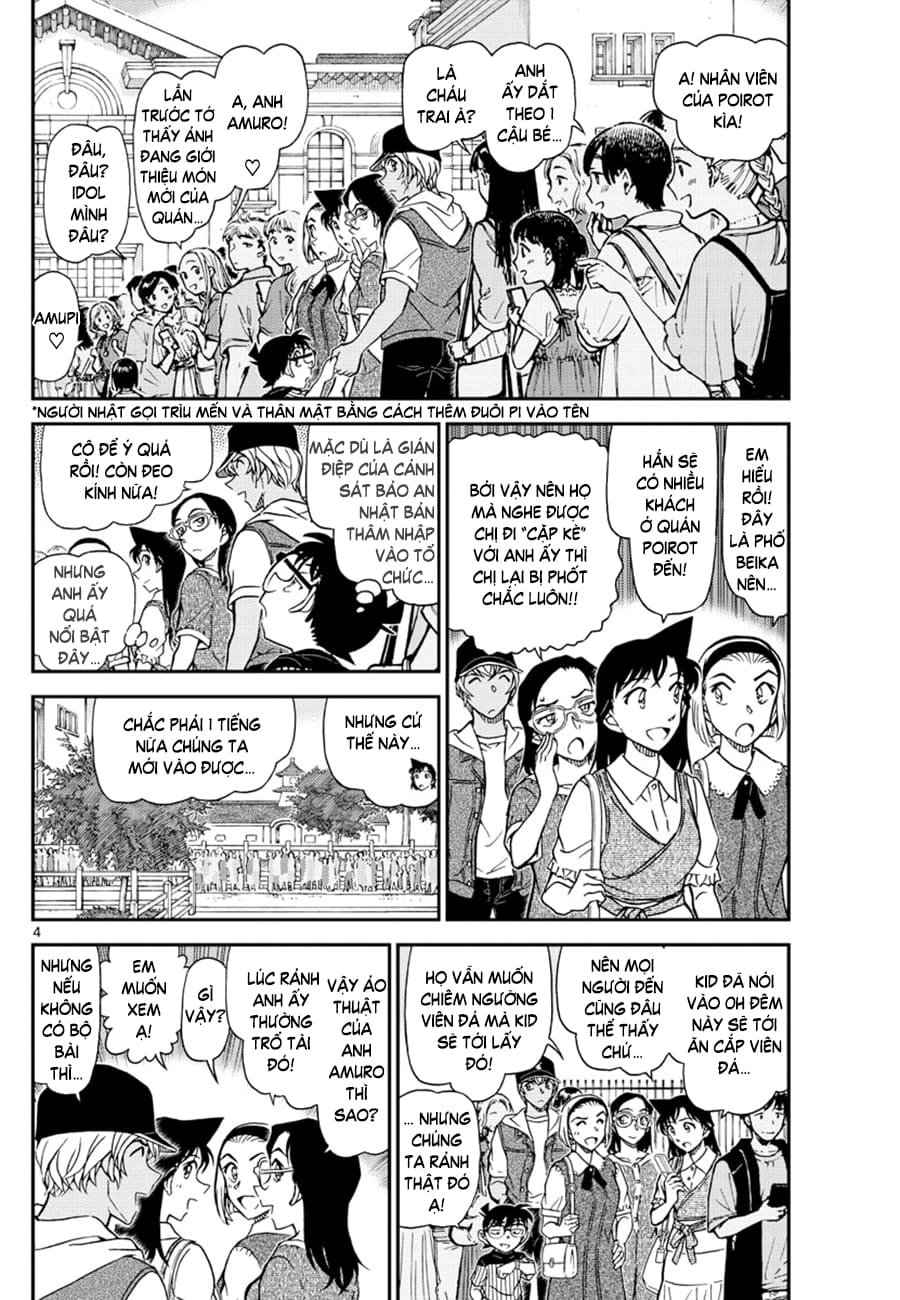 A! NHÂN VIÊN
CỦA POIROT
KÌA!
ANH
ẤY DẮT
THEO 1
CẬU BÉ...
LÀ
CHÁU
TRAI À?
A, ANH
AMURO!
♡
LẦN
TRƯỚC TỚ
THẤY ẢNH
ĐANG GIỚI
THIỆU MÓN
MỚI CỦA
QUÁN...
ĐÂU,
ĐÂU?
IDOL
MÌNH
ĐÂU?
AMUPI
♡
*NGƯỜI NHẬT GỌI TRÌU MẾN VÀ THÂN MẬT BẰNG CÁCH THÊM ĐUÔI PI VÀO TÊN
EM
HIỂU
RỒI! ĐÂY
LÀ PHỐ
BEIKA
NÊN...
HẲN SẼ
CÓ NHIỀU
KHÁCH
Ở QUÁN
POIROT
ĐẾN!
BỞI VẬY NÊN HỌ
MÀ NGHE ĐƯỢC
CHỊ ĐI “CẶP KÈ”
VỚI ANH ẤY THÌ
CHỊ LẠI BỊ PHỐT
CHẮC LUÔN!!
MẶC DÙ LÀ GIÁN
ĐIỆP CỦA CẢNH
SÁT BẢO AN
NHẬT BẢN
THÂM NHẬP
VÀO TỔ
CHỨC...
CÔ ĐỂ Ý QUÁ
RỒI! CÒN ĐEO
KÍNH NỮA!
NHƯNG
ANH ẤY
QUÁ
NỔI BẬT
ĐẤY...
NHƯNG CỨ
THẾ NÀY...
CHẮC PHẢI 1 TIẾNG
NỮA CHÚNG TA
MỚI VÀO ĐƯỢC...
4
KID ĐÃ NÓI
VÀO 0H ĐÊM
NAY SẼ TỚI
ĂN CẮP VIÊN
ĐÁ...
NÊN MỌI
NGƯỜI ĐẾN
CŨNG ĐÂU
THỂ THẤY
CHỨ...
HỌ VẪN MUỐN
CHIÊM NGƯỠNG
VIÊN ĐÁ MÀ KID
SẼ TỚI LẤY
ĐÓ!
... NHƯNG
CHÚNG
TA RẢNH
THẬT ĐÓ
Ạ!
VẬY ẢO
THUẬT
CỦA ANH
AMURO
THÌ
SAO?
LÚC RẢNH
ANH ẤY
THƯỜNG
TRỔ TÀI
ĐÓ!
GÌ
VẬY?
EM
MUỐN
XEM
Ạ!
NHƯNG
NẾU
KHÔNG
CÓ BỘ
BÀI THÌ...